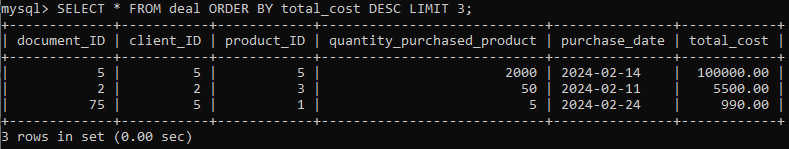 mysql> SELECT * FROM deal ORDER BY total_cost DESC LIMIT 3;
+-------------+-----------+------------+----------------------------+---------------+------------+
| document_ID | client_ID | product_ID | quantity_purchased_product | purchase_date | total_cost |
+-------------+-----------+------------+----------------------------+---------------+------------+
|           5 |         5 |          5 |                       2000 | 2024-02-14    |  100000.00 |
|           2 |         2 |          3 |                         50 | 2024-02-11    |    5500.00 |
|          75 |         5 |          1 |                          5 | 2024-02-24    |     990.00 |
+-------------+-----------+------------+----------------------------+---------------+------------+
3 rows in set (0.00 sec)